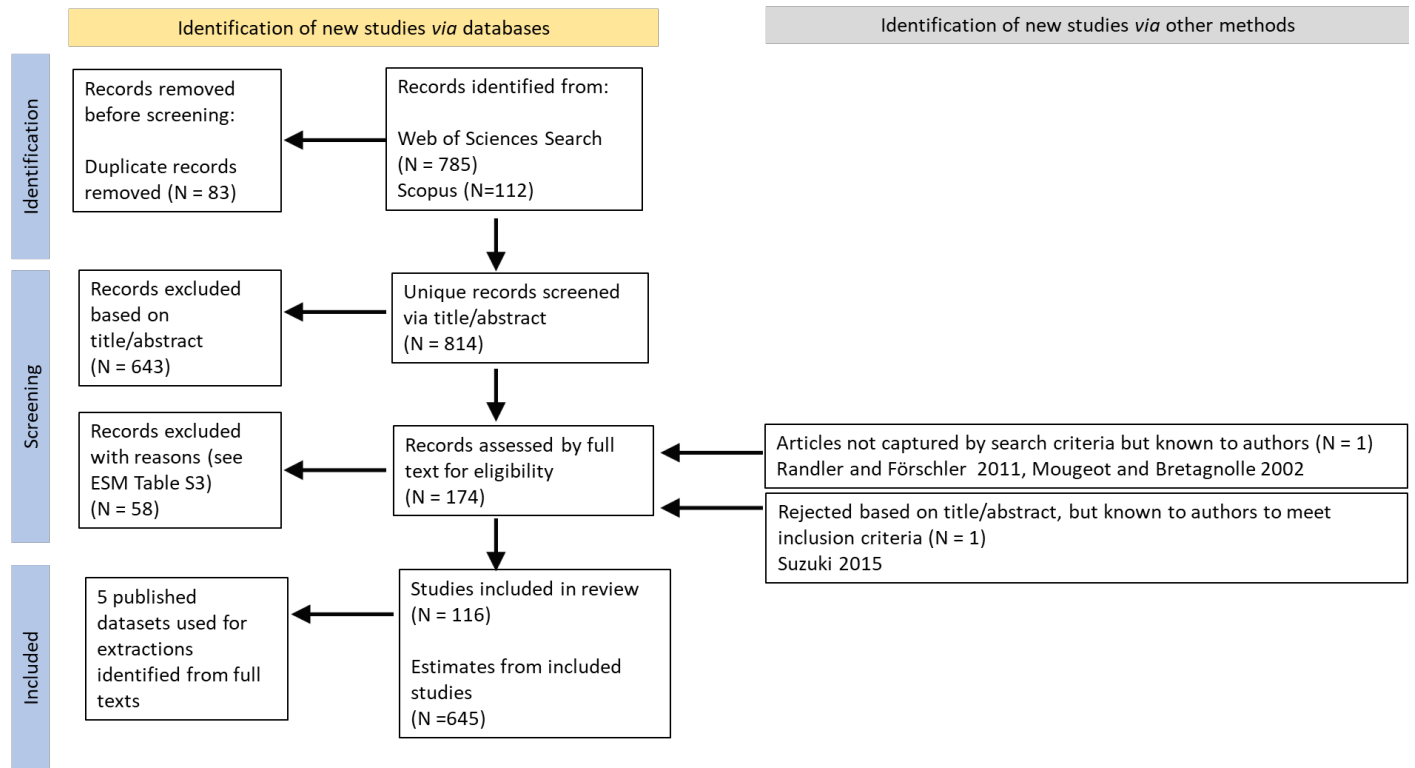 Identification of new studies via databases
Identification of new studies via other methods
Identification
Records removed
before screening:
Duplicate records
removed (N = 83)
Records identified from:
Web of Sciences Search
(N = 785)
Scopus (N=112)
Screening
Records excluded
based on
title/abstract
(N = 643)
Unique records screened
via title/abstract
(N = 814)
Records excluded
with reasons (see
ESM Table S3)
(N = 58)
Records assessed by full
text for eligibility
(N = 174)
Articles not captured by search criteria but known to authors (N = 1)
Randler and Förschler 2011, Mougeot and Bretagnolle 2002
Rejected based on title/abstract, but known to authors to meet
inclusion criteria (N = 1)
Suzuki 2015
Included
5 published
datasets used for
extractions
identified from full
texts
Studies included in review
(N = 116)
Estimates from included
studies
(N =645)